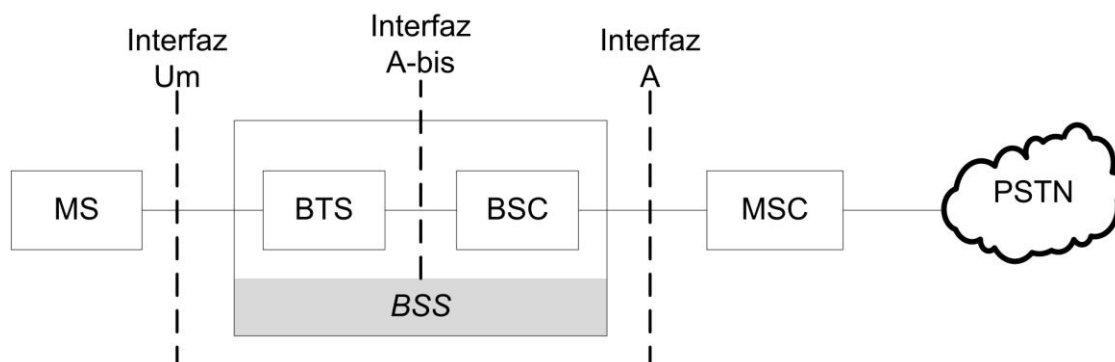 Interfaz
Um
Interfaz
A-bis
Interfaz
A
MS
BTS
BSC
MSC
PSTN
BSS